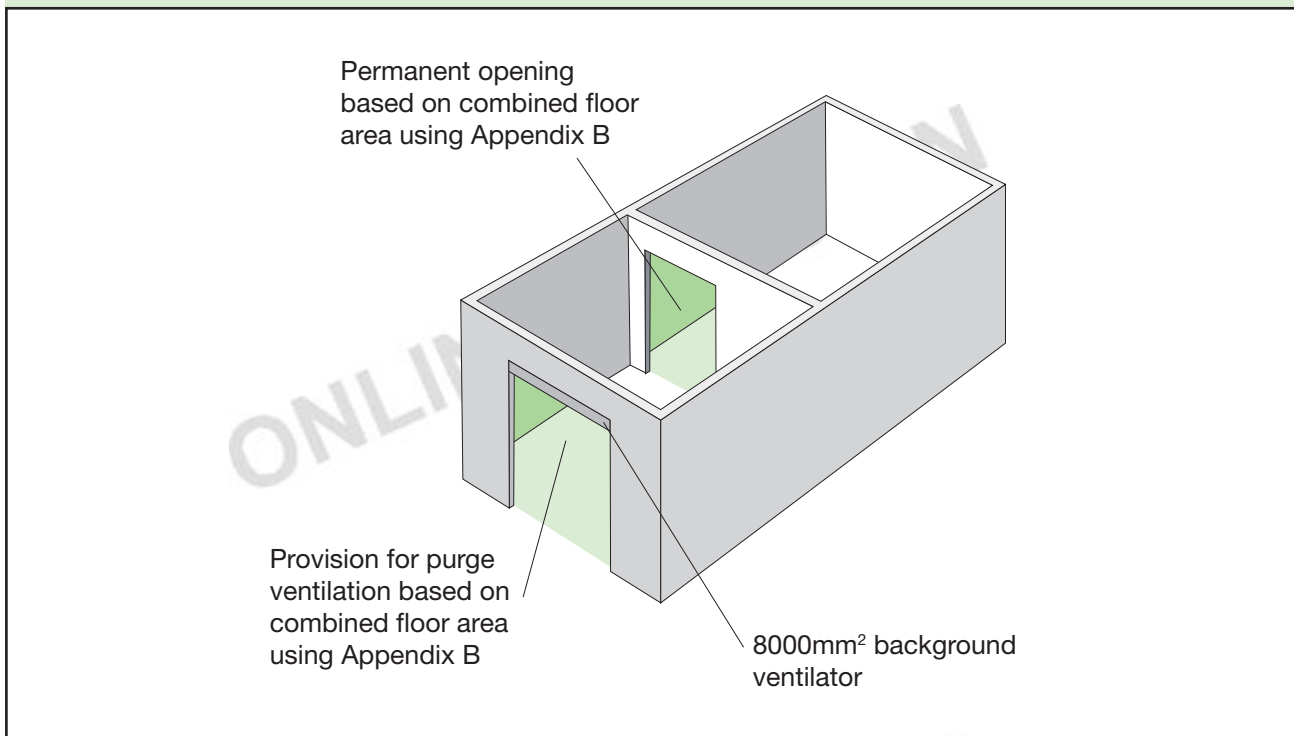 Permanent opening
based on combined floor
area using Appendix B
ONLIN
N
Provision for purge
ventilation based on
combined floor area
using Appendix B
8000mm² background
ventilator